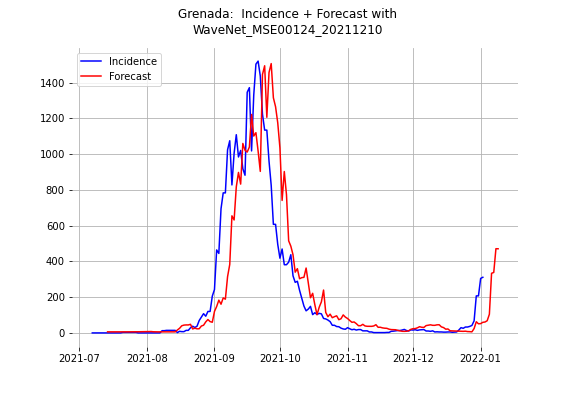 Grenada:  Incidence + Forecast with
WaveNet_MSE00124_20211210
Incidence
Forecast
1400
1200
1000
800
600
400
200
0
2021-07 2021-08 2021-09 2021-10 2021-11 2021-12 2022-01